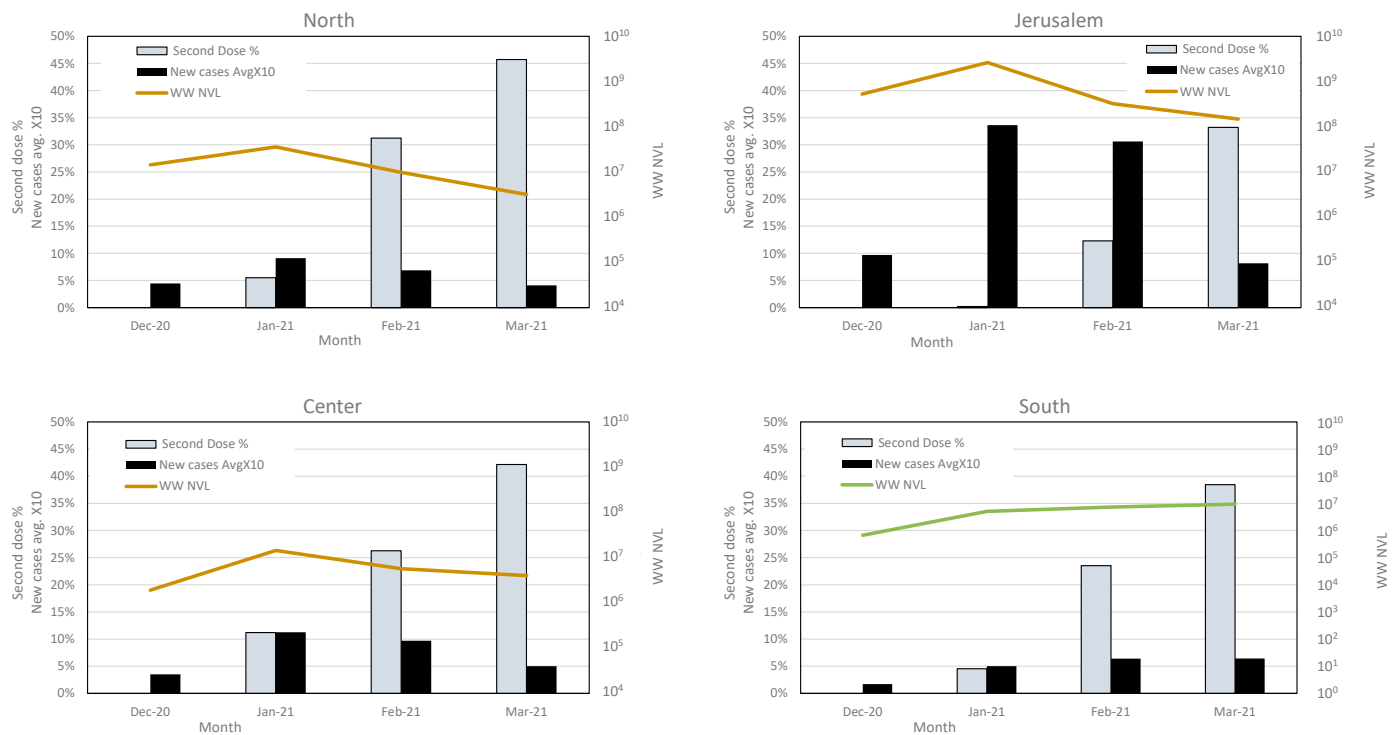 North
50%
45%
40%
35%
30%
25%
20%
15%
10%
5%
0%
Second dose %
New cases avg. X10
Second Dose %
New cases AvgX10
WW NVL
10^10
10^9
10^8
10^7
10^6
10^5
10^4
WW NVL
Dec-20 Jan-21 Feb-21 Mar-21
Month
Jerusalem
50%
45%
40%
35%
30%
25%
20%
15%
10%
5%
0%
Second dose %
New cases avg. X10
Second Dose %
New cases AvgX10
WW NVL
10^10
10^9
10^8
10^7
10^6
10^5
10^4
WW NVL
Dec-20 Jan-21 Feb-21 Mar-21
Month
Center
50%
45%
40%
35%
30%
25%
20%
15%
10%
5%
0%
Second dose %
New cases avg. X10
Second Dose %
New cases AvgX10
WW NVL
10^10
10^9
10^8
10^7
10^6
10^5
10^4
WW NVL
Dec-20 Jan-21 Feb-21 Mar-21
Month
South
50%
45%
40%
35%
30%
25%
20%
15%
10%
5%
0%
Second dose %
New cases avg. X10
Second Dose %
New cases AvgX10
WW NVL
10^10
10^9
10^8
10^7
10^6
10^5
10^4
10^3
10^2
10^1
10^0
WW NVL
Dec-20 Jan-21 Feb-21 Mar-21
Month